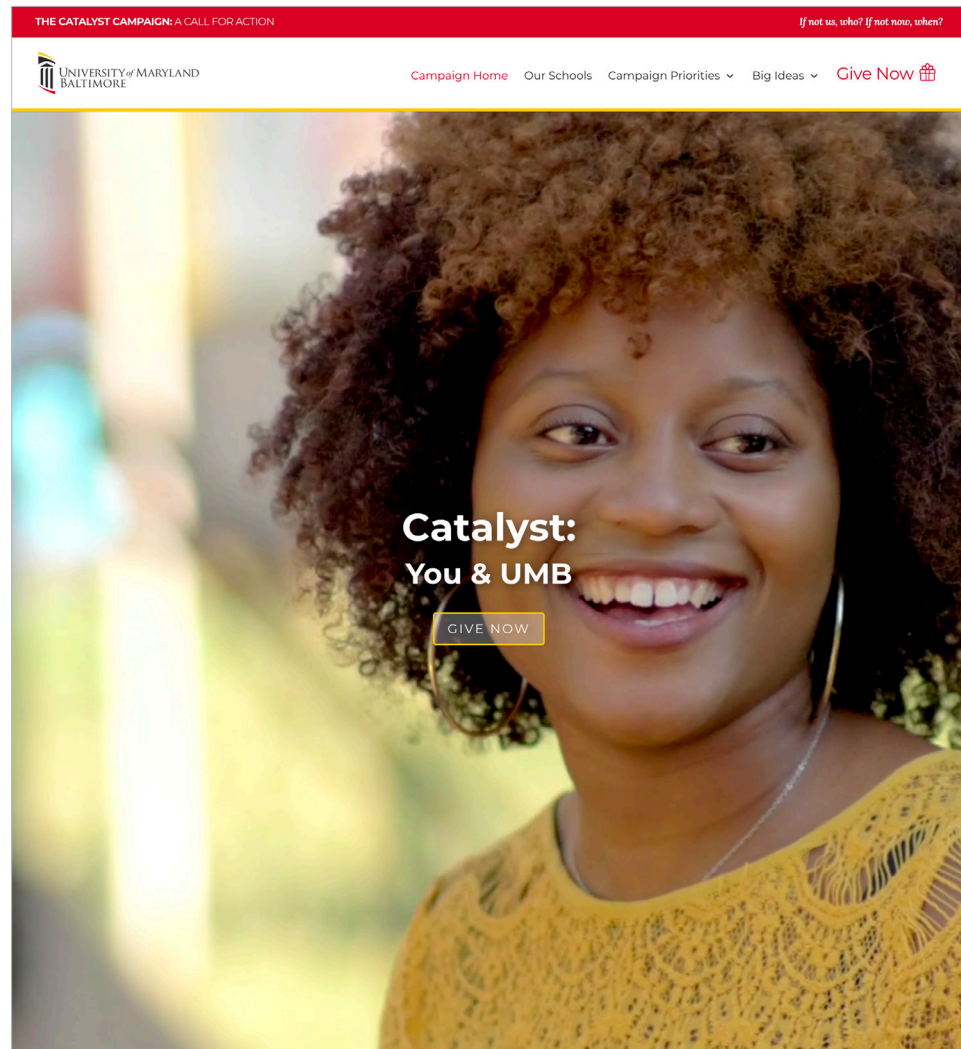 THE CATALYST CAMPAIGN: A CALL FOR ACTION
If not us, who? If not now, when?
UNIVERSITY of MARYLAND
BALTIMORE
Campaign Home
Our Schools
Campaign Priorities
Big Ideas
Give Now
Catalyst:
You & UMB
GIVE NOW